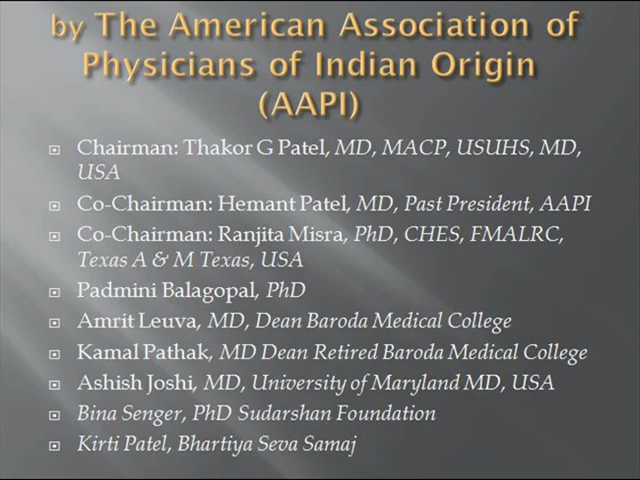 by The American Association of
Physicians of Indian Origin
(AAPI)
Chairman: Thakor G Patel, MD, MACP, USUHS, MD,
USA
Co-Chairman: Hemant Patel, MD, Past President, AAPI
Co-Chairman: Ranjita Misra, PhD, CHES, FMALRC,
Texas A & M Texas, USA
Padmini Balagopal, PhD
Amrit Leuva, MD, Dean Baroda Medical College
Kamal Pathak, MD Dean Retired Baroda Medical College
Ashish Joshi, MD, University of Maryland MD, USA
Bina Senger, PhD Sudarshan Foundation
Kirti Patel, Bhartiya Seva Samaj